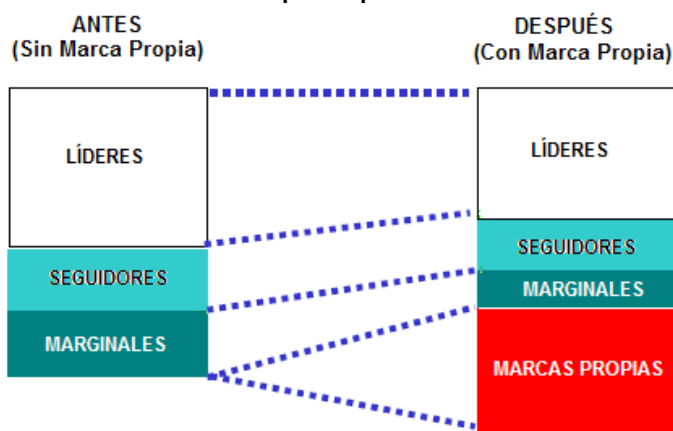 ANTES
(Sin Marca Propia)
DESPUÉS
(Con Marca Propia)
LÍDERES
SEGUIDORES
MARGINALES
LÍDERES
SEGUIDORES
MARGINALES
MARCAS PROPIAS